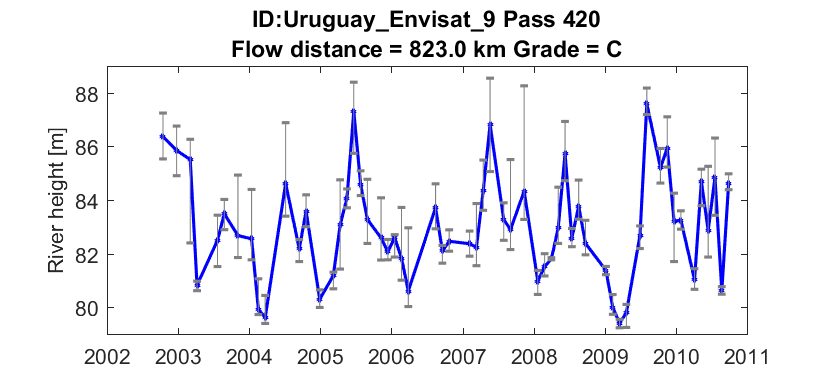 ID:Uruguay_Envisat_9 Pass 420
Flow distance = 823.0 km Grade = C
River height [m]
88
86
84
82
80
2002 2003 2004 2005 2006 2007 2008 2009 2010 2011